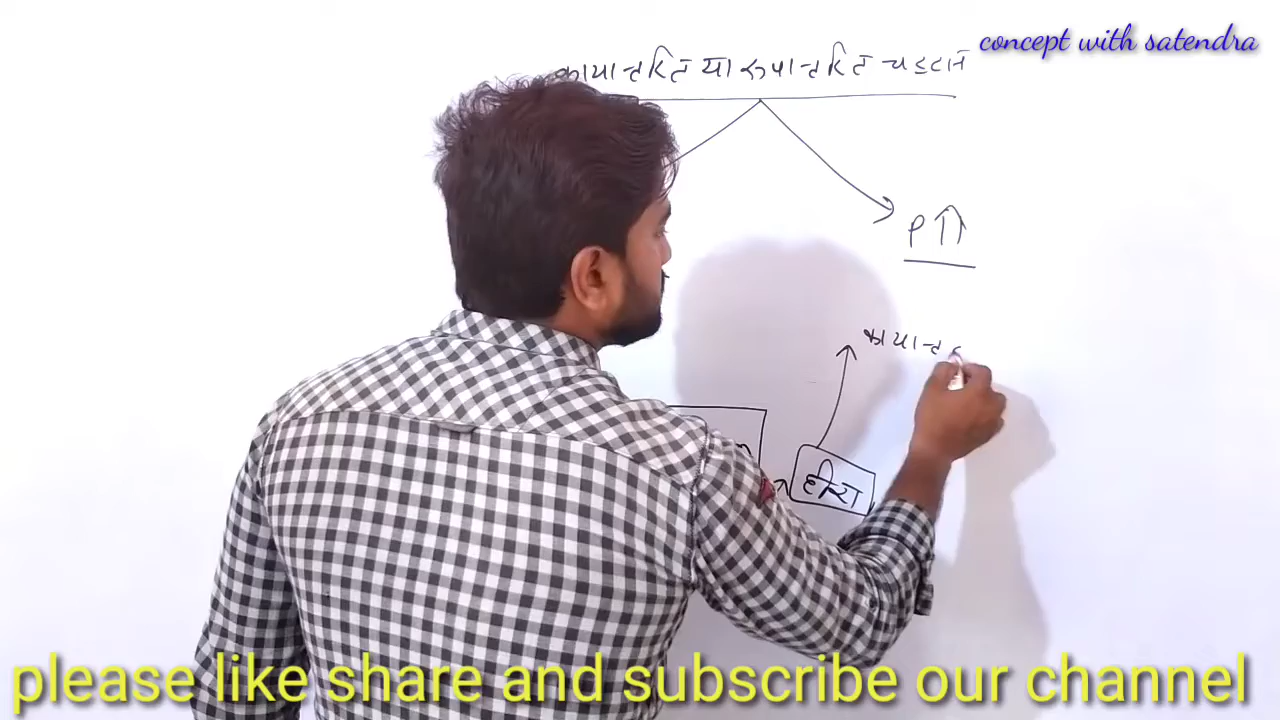 concept with satendra
कायान्तरित या रूपान्तरित चट्टान
P↑↑
कायान्त
हीरा
please like share and subscribe our channel